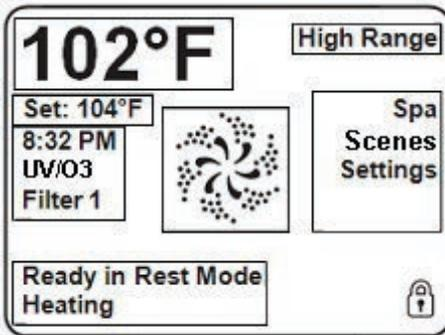 102°F
High Range
Set: 104°F
8:32 PM
UV/O3
Filter 1
Spa
Scenes
Settings
Ready in Rest Mode
Heating